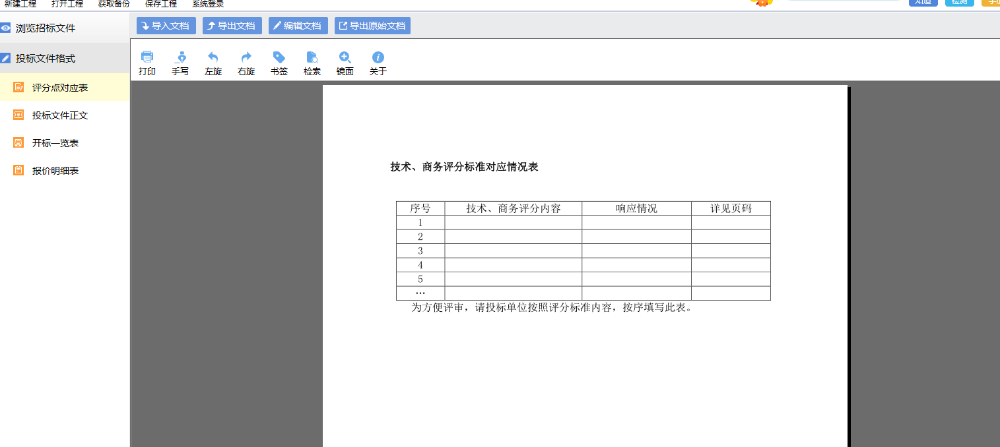 新建工程 打开工程 获取备份 保存工程 系统登录
知道 检测
浏览招标文件
投标文件格式
评分点对应表
投标文件正文
开标一览表
报价明细表
导入文档 导出文档 编辑文档 导出原始文档
打印 手写 左旋 右旋 书签 检索 镜面 关于
技术、商务评分标准对应情况表
序号 技术、商务评分内容 响应情况 详见页码
1
2
3
4
5
…
为方便评审，请投标单位按照评分标准内容，按序填写此表。